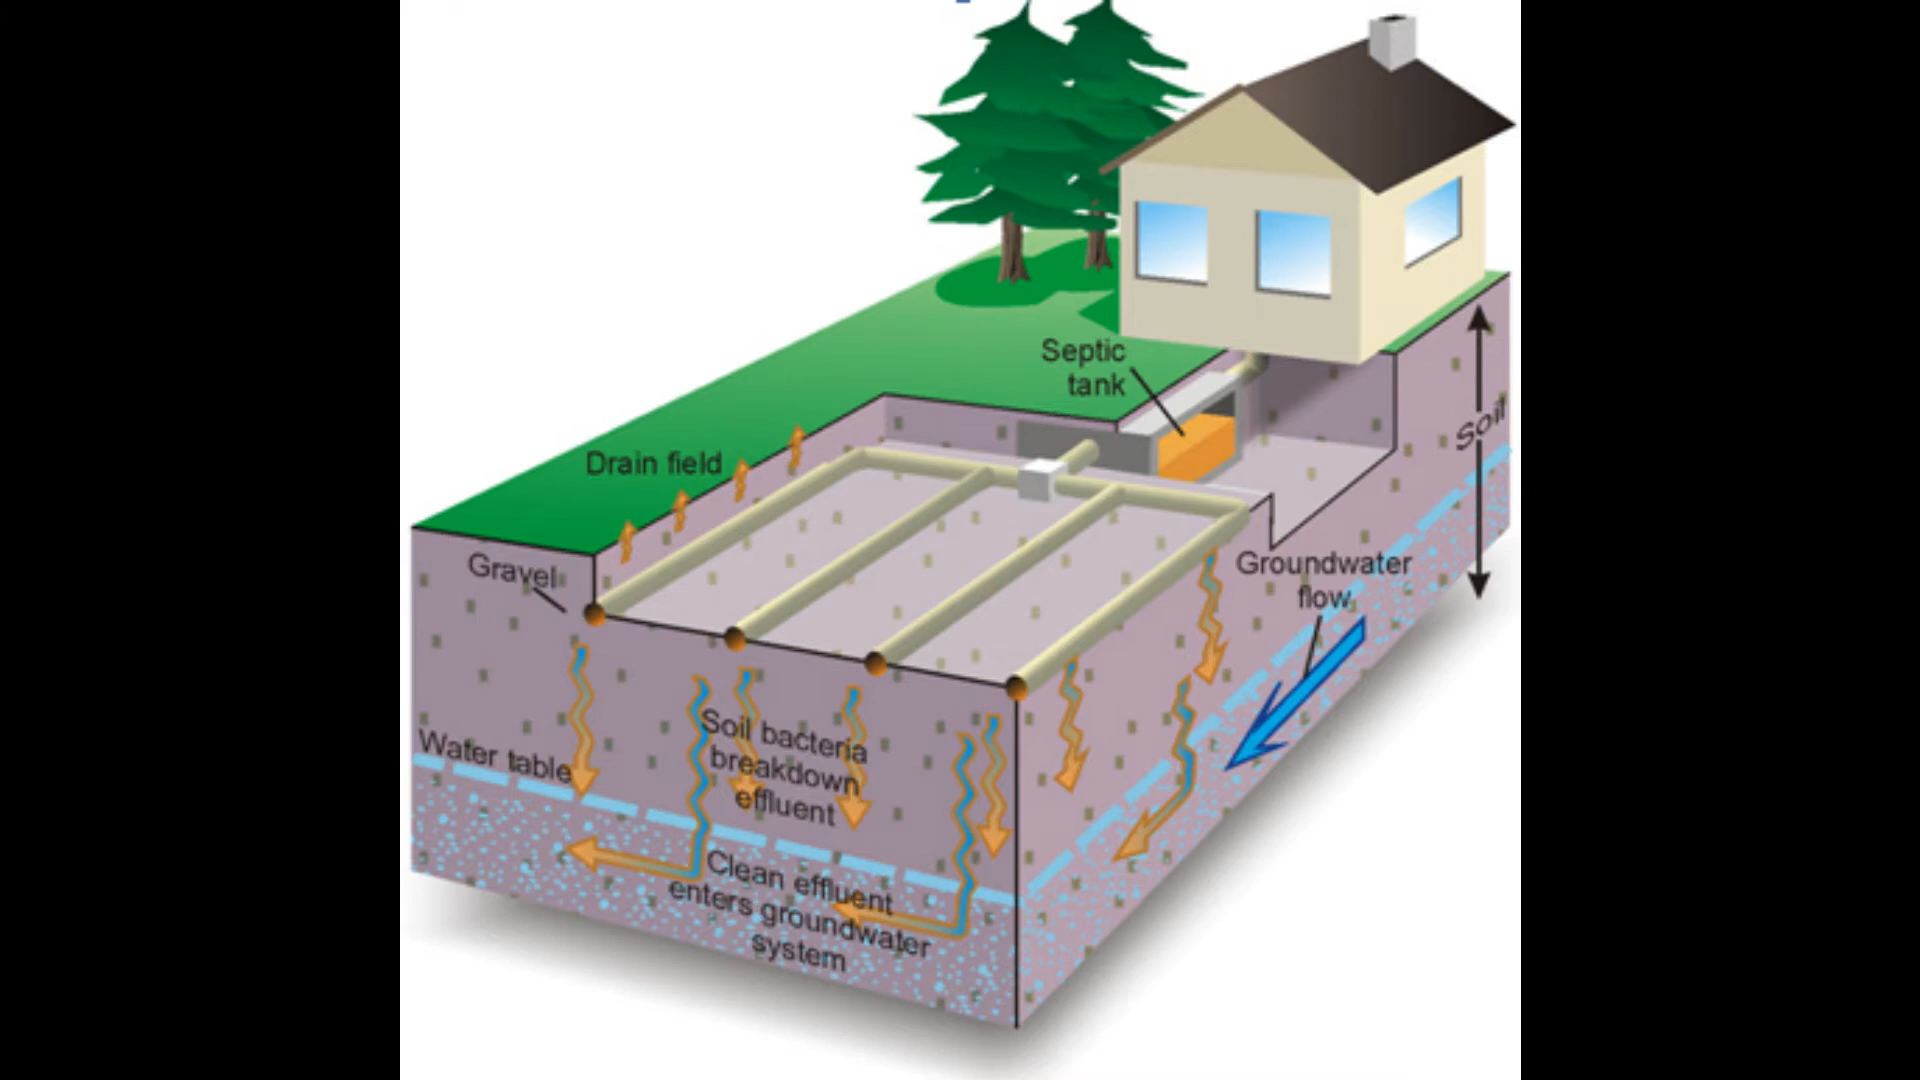 Septic
tank
Drain field
Soil
Gravel
Groundwater
flow
Water table
Soil bacteria
breakdown
effluent
Clean effluent
enters groundwater
system